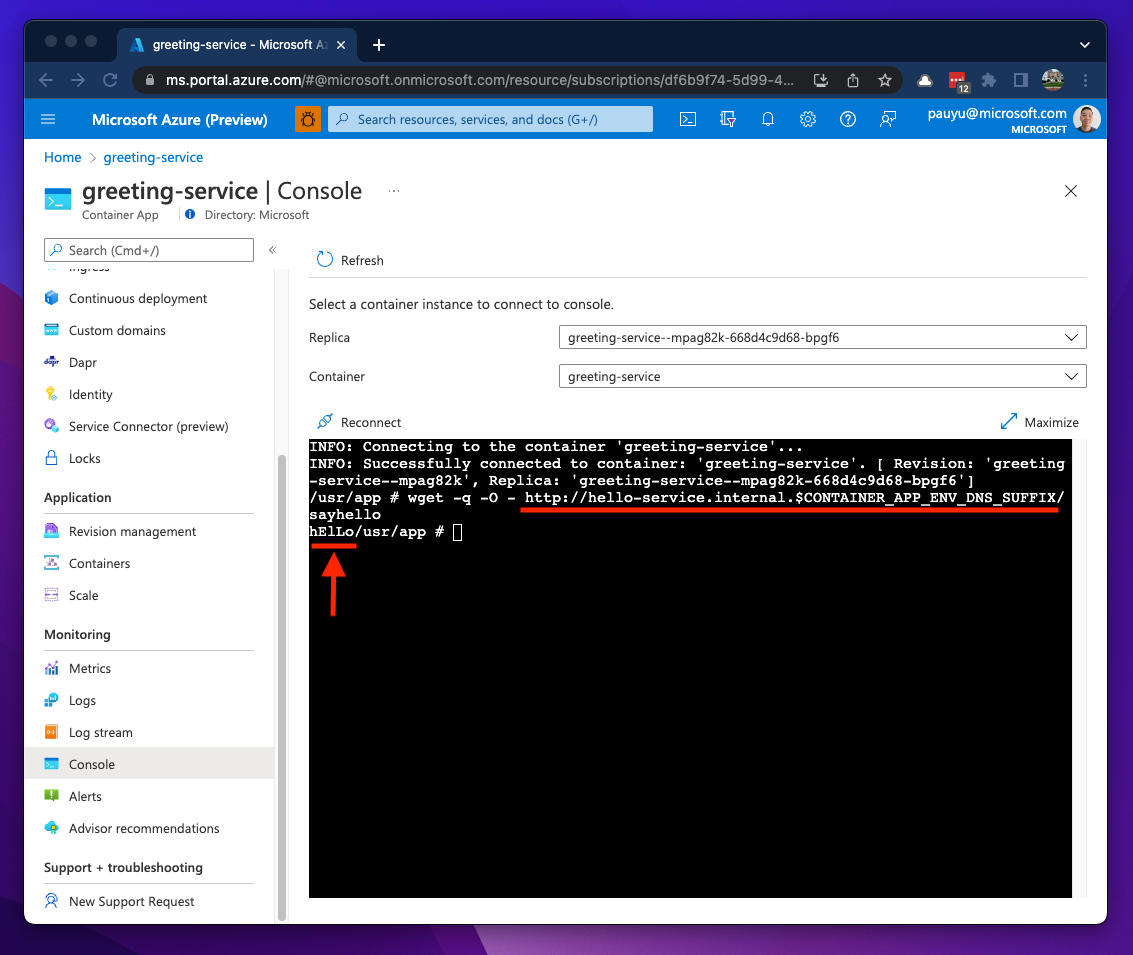 greeting-service - Microsoft Az
ms.portal.azure.com/#@microsoft.onmicrosoft.com/resource/subscriptions/df6b9f74-5d99-4...
12
Microsoft Azure (Preview)
Search resources, services, and docs (G+/)
pauyu@microsoft.com
MICROSOFT
Home > greeting-service
greeting-service | Console ...
Container App
Directory: Microsoft
Search (Cmd+/)
«
Ingress
Continuous deployment
Custom domains
dapr
Dapr
Identity
Service Connector (preview)
Locks
Application
Revision management
Containers
Scale
Monitoring
Metrics
Logs
Log stream
Console
Alerts
Advisor recommendations
Support + troubleshooting
New Support Request
Refresh
Select a container instance to connect to console.
Replica
greeting-service--mpag82k-668d4c9d68-bpgf6
Container
greeting-service
Reconnect
Maximize
INFO: Connecting to the container 'greeting-service'...
INFO: Successfully connected to container: 'greeting-service'. [ Revision: 'greeting
-service--mpag82k', Replica: 'greeting-service--mpag82k-668d4c9d68-bpgf6']
/usr/app # wget -q -O - http://hello-service.internal.$CONTAINER_APP_ENV_DNS_SUFFIX/
sayhello
hElLo/usr/app #